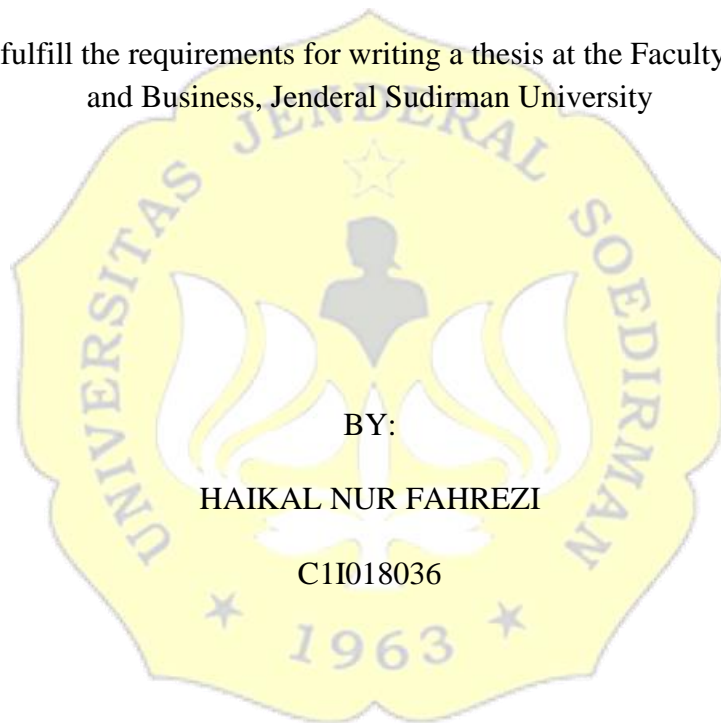 fulfill the requirements for writing a thesis at the Faculty
and Business, Jenderal Sudirman University
UNIVERSITAS JENDERAL SOEDIRMAN
BY:
HAIKAL NUR FAHREZI
C1I018036
1963